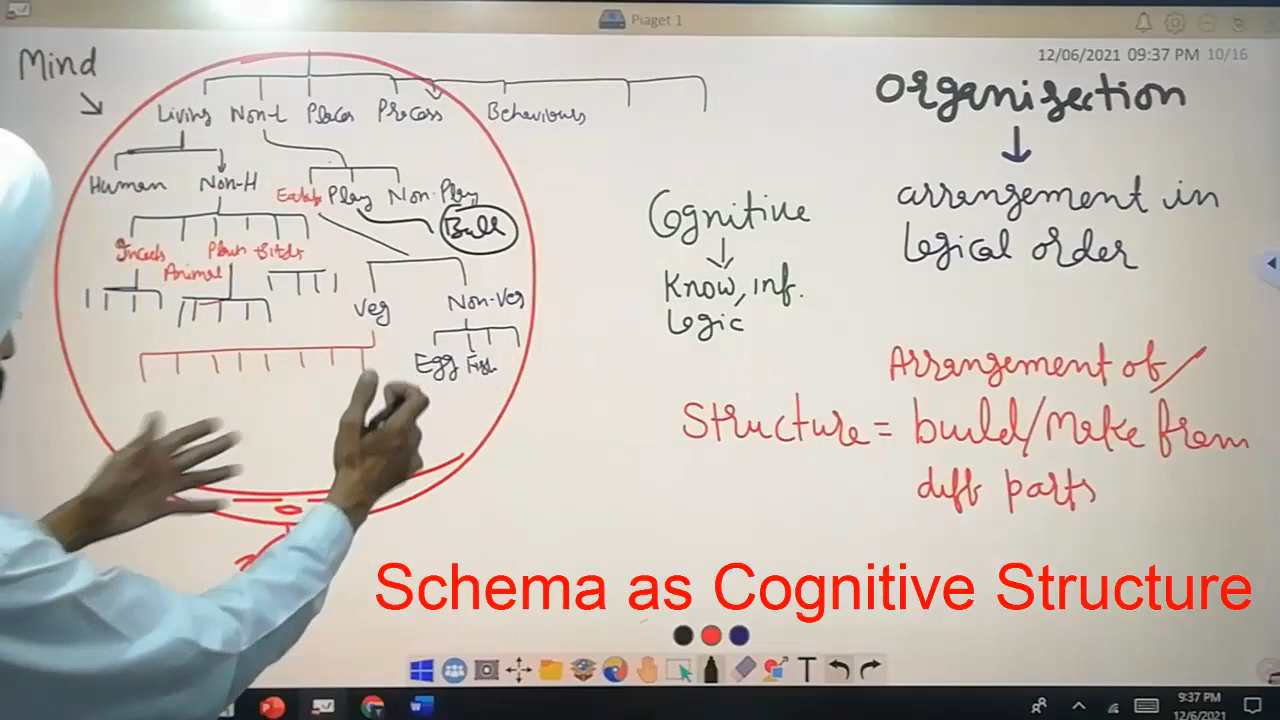 Piaget 1
12/06/2021 09:37 PM 10/16
Mind
Living Non-L Places Process Behaviours
Human Non-H
Play Non-Play
Ball
Insects
Animal
Veg
Non-Veg
Egg Fish
Cognitive
Know, inf.
Logic
Organisection
arrangement in
Logical order
Arrangement of/
Structure = build/Make from
diff parts
Schema as Cognitive Structure
T
9:37 PM
12/6/2021